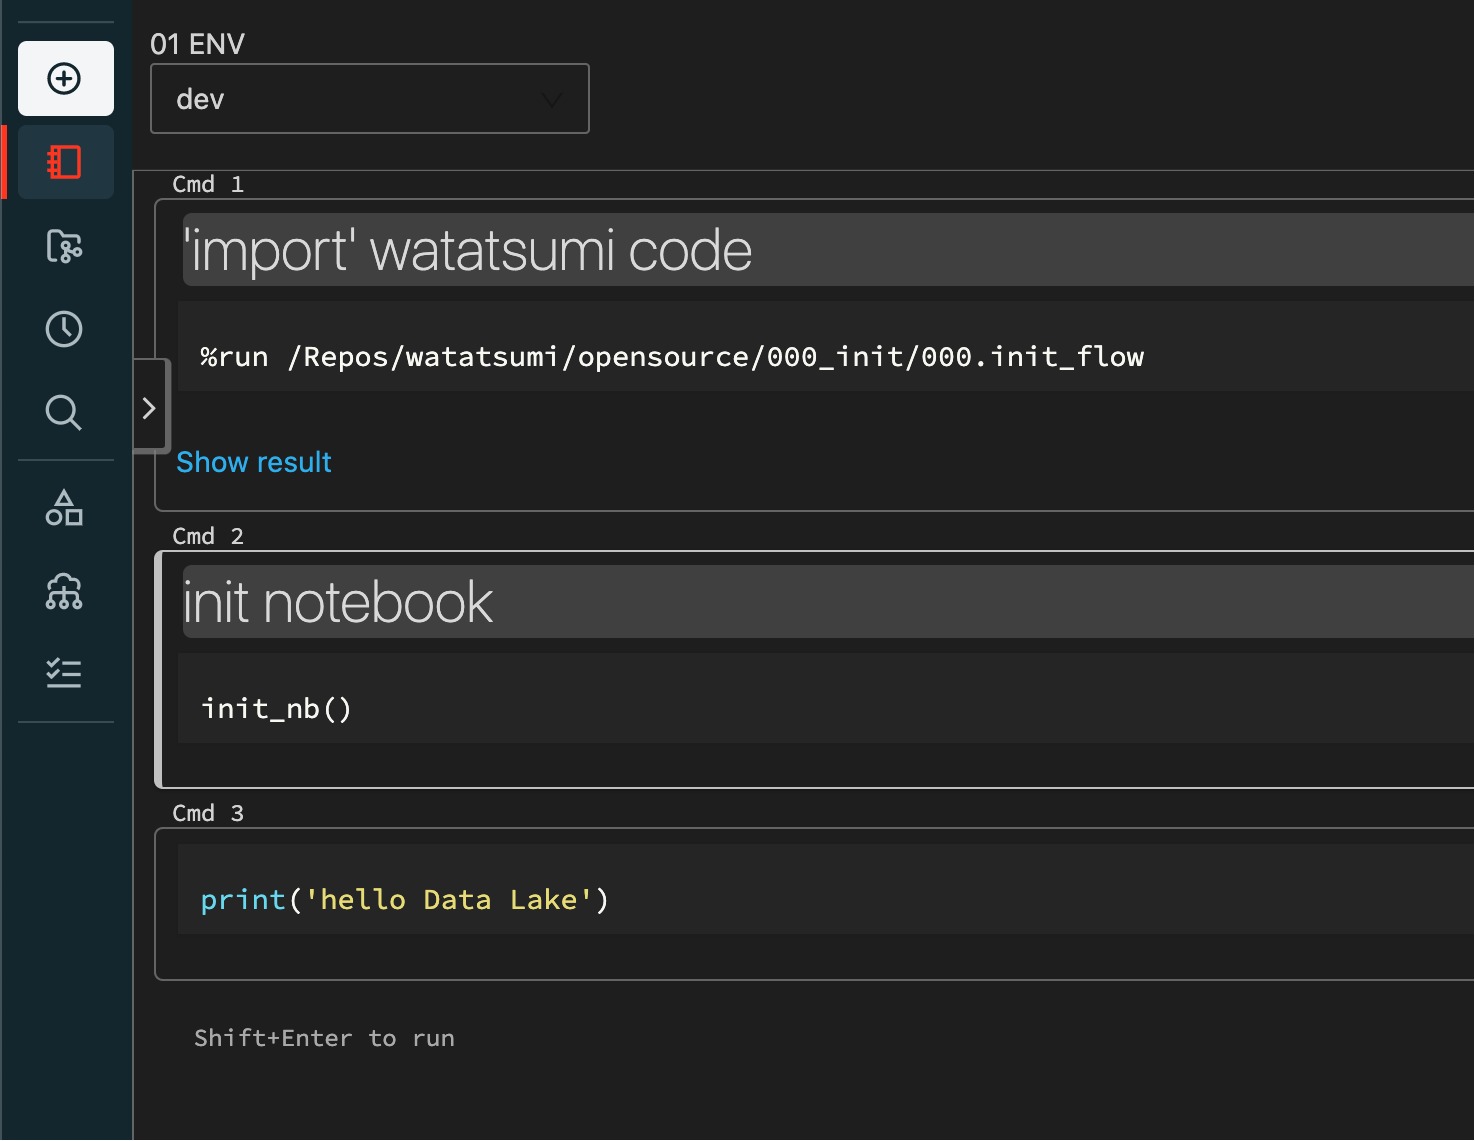 01 ENV
dev
Cmd 1
'import' watatsumi code
%run /Repos/watatsumi/opensource/000_init/000.init_flow
Show result
Cmd 2
init notebook
init_nb()
Cmd 3
print('hello Data Lake')
Shift+Enter to run